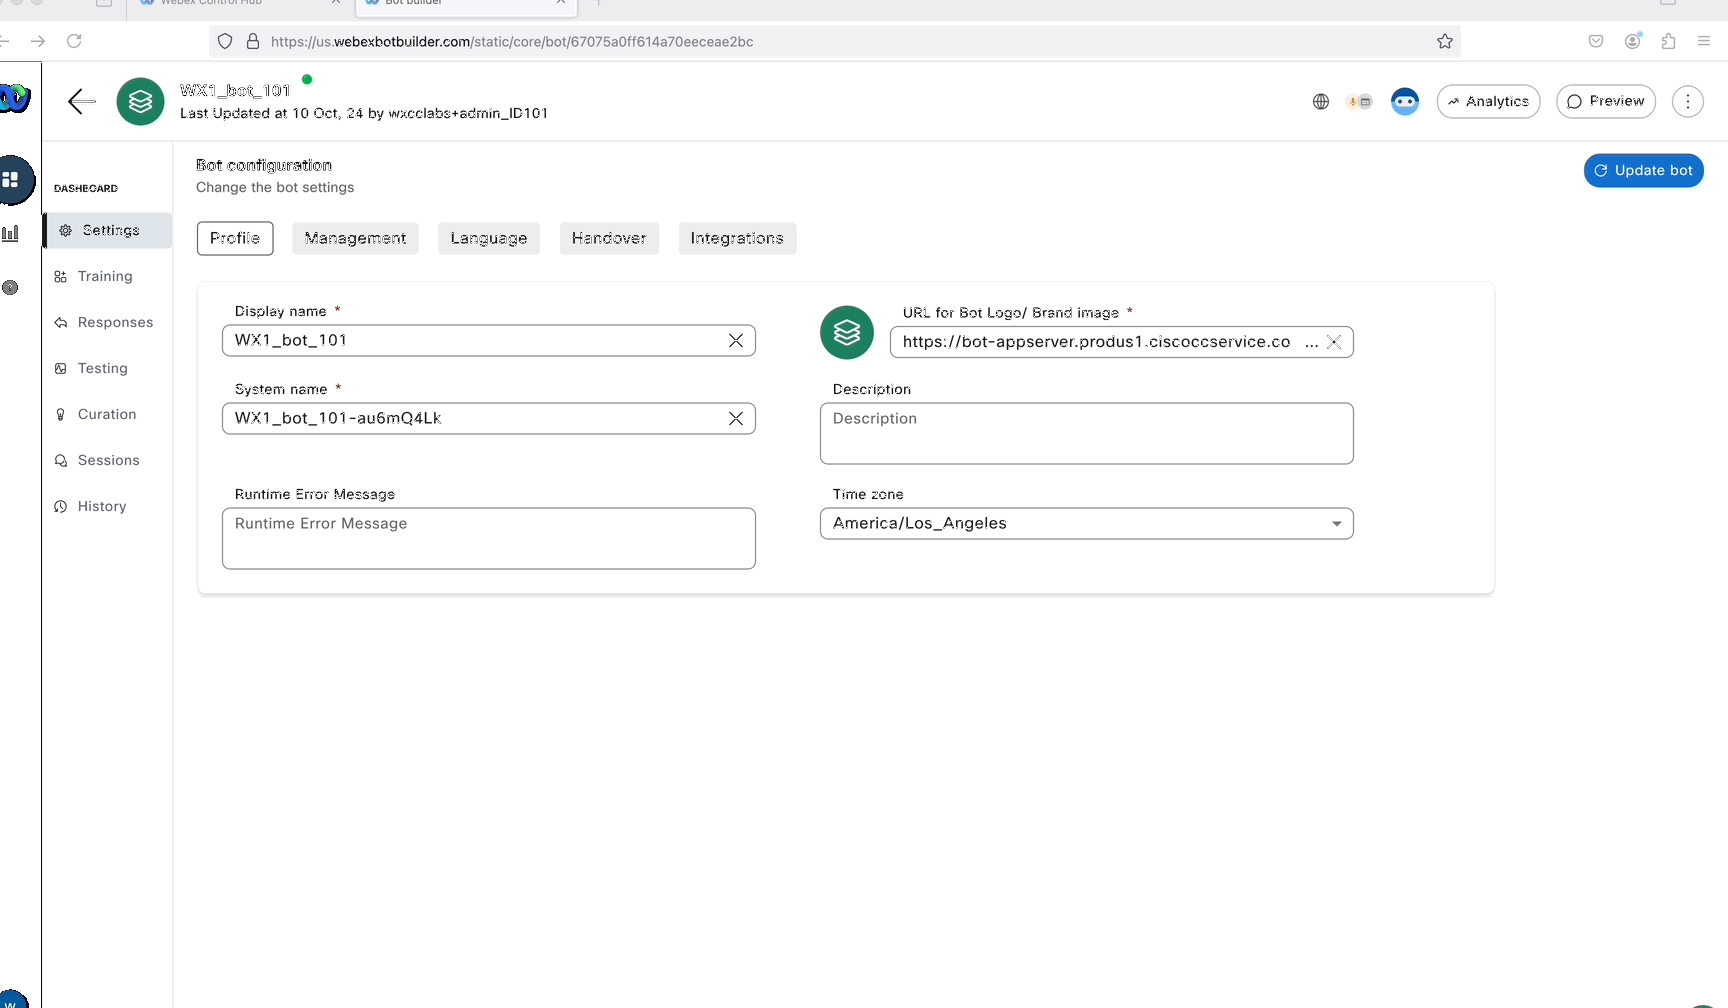 Webex Control Hub
Bot builder
https://us.webexbotbuilder.com/static/core/bot/67075a0ff614a70eeceae2bc
WX1_bot_101
Last Updated at 10 Oct, 24 by wxcclabs+admin_ID101
Analytics
Preview
Bot configuration
Change the bot settings
Update bot
DASHBOARD
Settings
Training
Responses
Testing
Curation
Sessions
History
Profile
Management
Language
Handover
Integrations
Display name *
WX1_bot_101
URL for Bot Logo/ Brand image *
https://bot-appserver.produs1.ciscoccservice.co ...
System name *
WX1_bot_101-au6mQ4Lk
Description
Description
Runtime Error Message
Runtime Error Message
Time zone
America/Los_Angeles
W